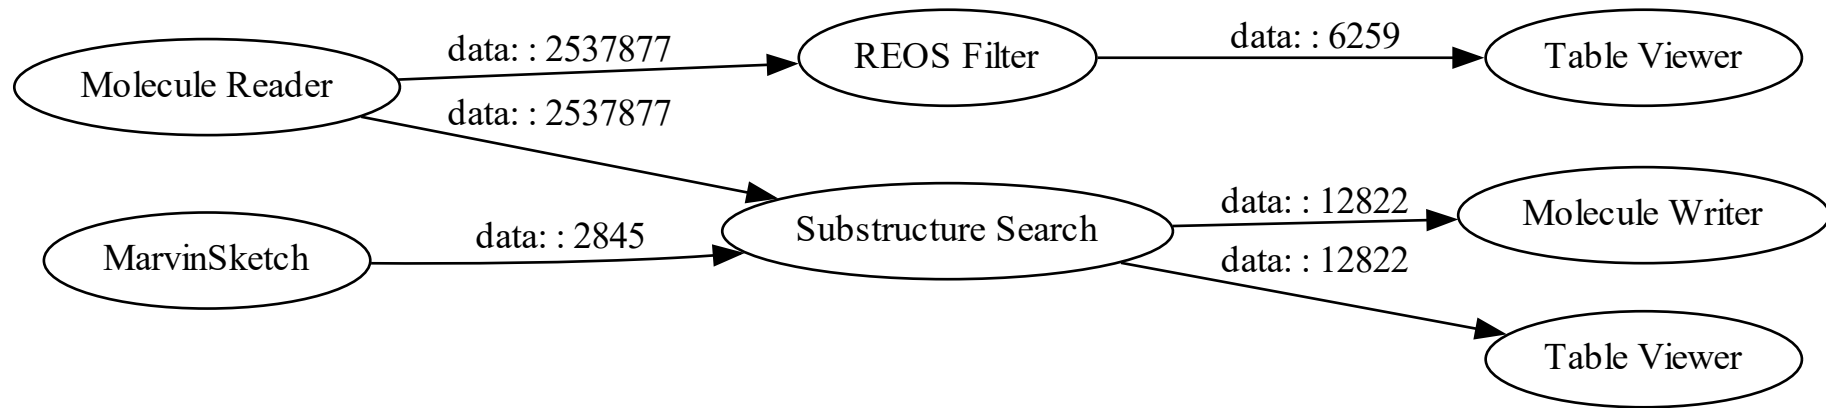 Molecule Reader
data: : 2537877
REOS Filter
data: : 6259
Table Viewer
data: : 2537877
MarvinSketch
data: : 2845
Substructure Search
data: : 12822
Molecule Writer
data: : 12822
Table Viewer